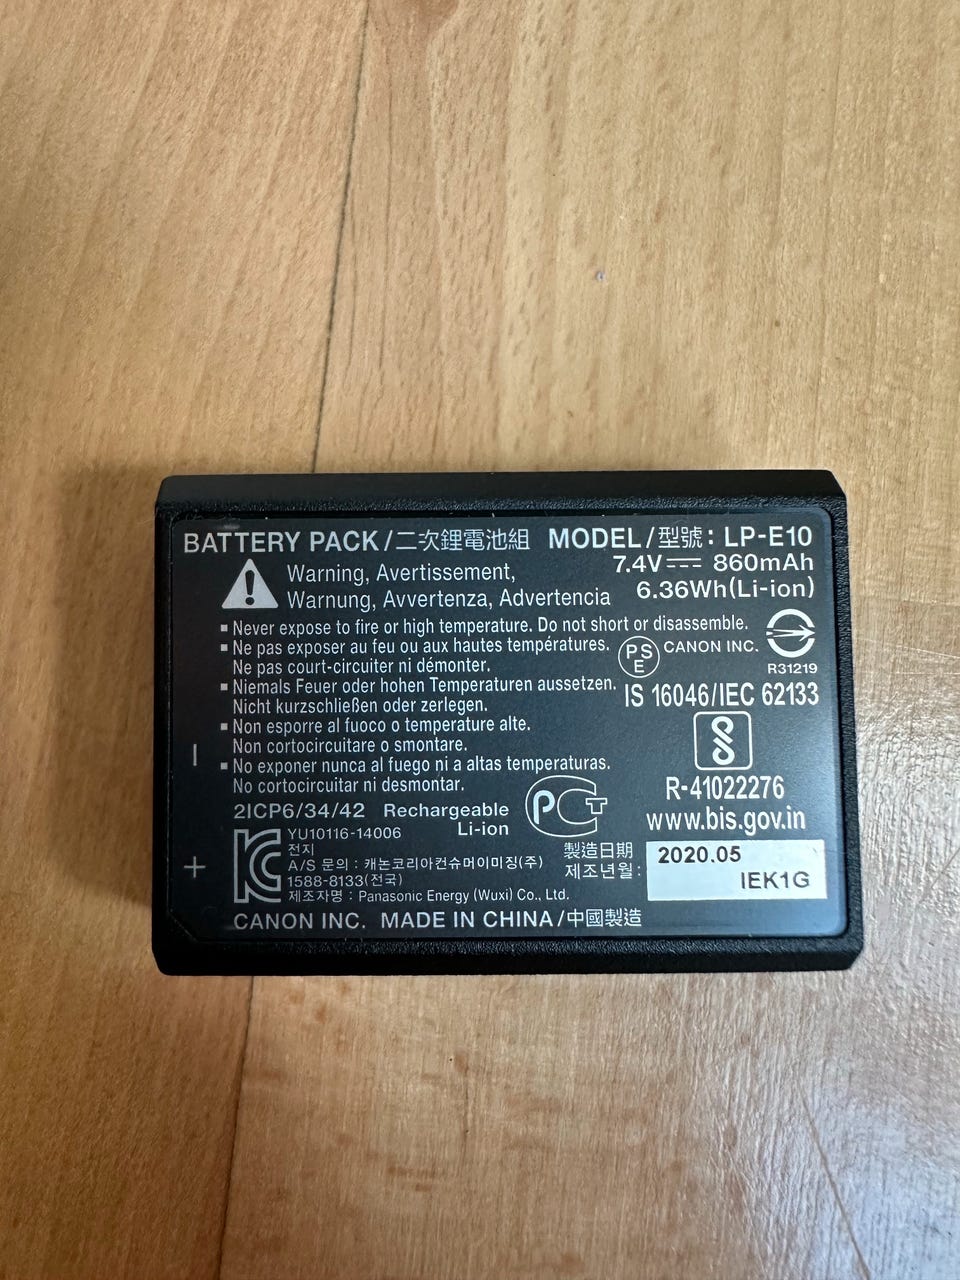 BATTERY PACK/二次鋰電池組 MODEL/型號: LP-E10
7.4V 860mAh
6.36Wh(Li-ion)
Warning, Avertissement,
Warnung, Avvertenza, Advertencia
▪ Never expose to fire or high temperature. Do not short or disassemble.
▪ Ne pas exposer au feu ou aux hautes températures.
Ne pas court-circuiter ni démonter.
▪ Niemals Feuer oder hohen Temperaturen aussetzen.
Nicht kurzschließen oder zerlegen.
▪ Non esporre al fuoco o temperature alte.
Non cortocircuitare o smontare.
▪ No exponer nunca al fuego ni a altas temperaturas.
No cortocircuitar ni desmontar.
PS
E
CANON INC.
R31219
IS 16046/IEC 62133
R-41022276
www.bis.gov.in
2ICP6/34/42 Rechargeable
Li-ion
PCT
KC
YU10116-14006
전지
A/S 문의 : 캐논코리아컨슈머이미징(주)
1588-8133(전국)
제조자명 : Panasonic Energy (Wuxi) Co., Ltd.
製造日期
제조년월:
2020.05
IEK1G
CANON INC. MADE IN CHINA/中國製造
−
+